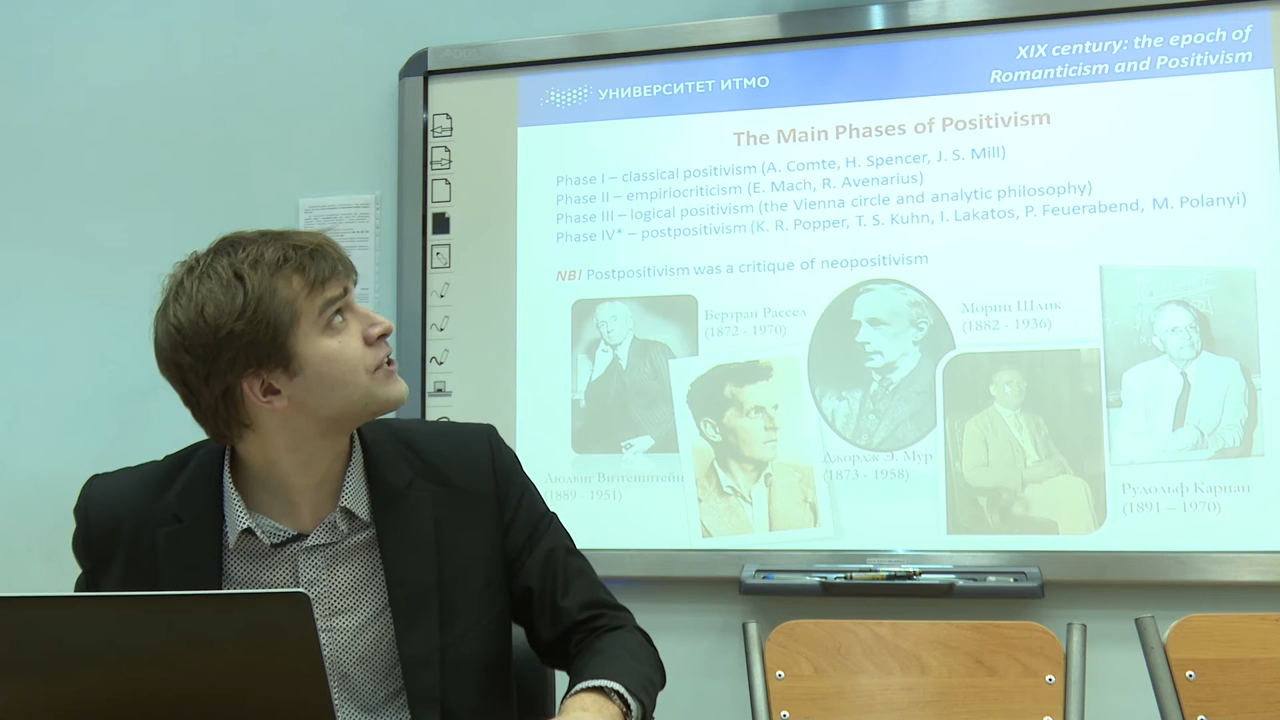 XIX century: the epoch of
Romanticism and Positivism
УНИВЕРСИТЕТ ИТМО
The Main Phases of Positivism
Phase I – classical positivism (A. Comte, H. Spencer, J. S. Mill)
Phase II – empiriocriticism (E. Mach, R. Avenarius)
Phase III – logical positivism (the Vienna circle and analytic philosophy)
Phase IV* – postpositivism (K. R. Popper, T. S. Kuhn, I. Lakatos, P. Feuerabend, M. Polanyi)
NB! Postpositivism was a critique of neopositivism
Бертран Рассел
(1872 - 1970)
Мориц Шлик
(1882 - 1936)
Людвиг Витгенштейн
(1889 - 1951)
Джордж Э. Мур
(1873 - 1958)
Рудольф Карнап
(1891 – 1970)